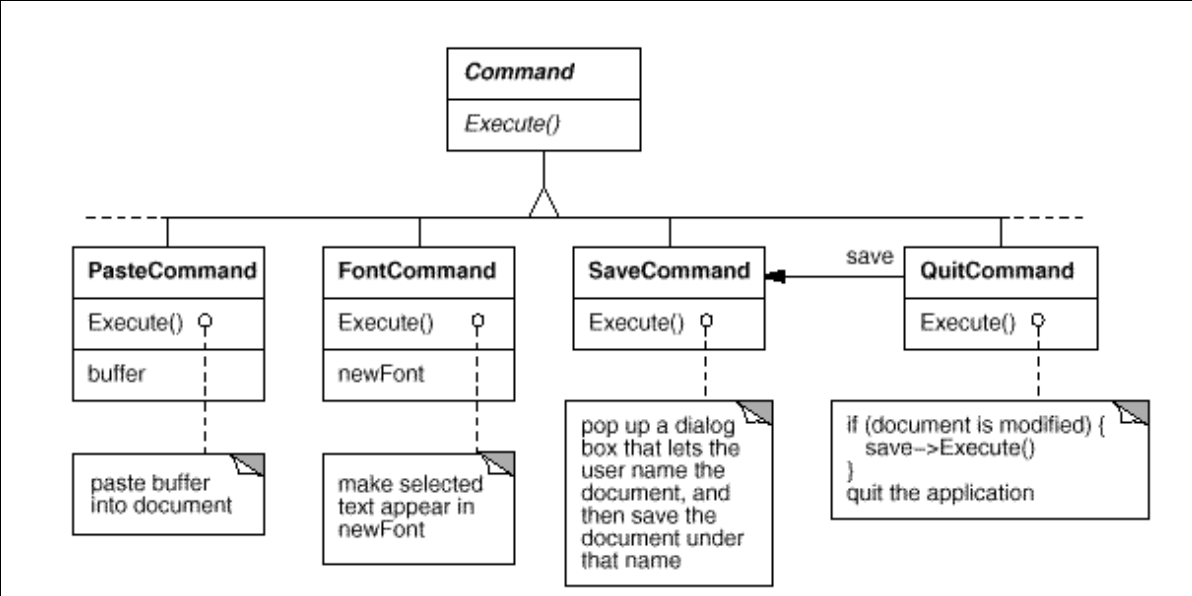 Command
Execute()
PasteCommand
Execute()
buffer
paste buffer
into document
FontCommand
Execute()
newFont
make selected
text appear in
newFont
SaveCommand
Execute()
pop up a dialog
box that lets the
user name the
document, and
then save the
document under
that name
save
QuitCommand
Execute()
if (document is modified) {
save->Execute()
}
quit the application